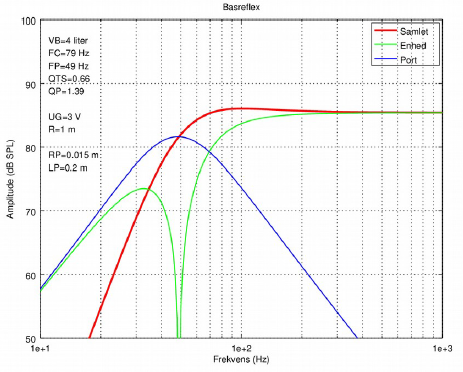 Basreflex
100
90
80
70
60
50
Amplitude (dB SPL)
VB=4 liter
FC=79 Hz
FP=49 Hz
QTS=0.66
QP=1.39
UG=3 V
R=1 m
RP=0.015 m
LP=0.2 m
Samlet
Enhed
Port
1e+1
1e+2
1e+3
Frekvens (Hz)